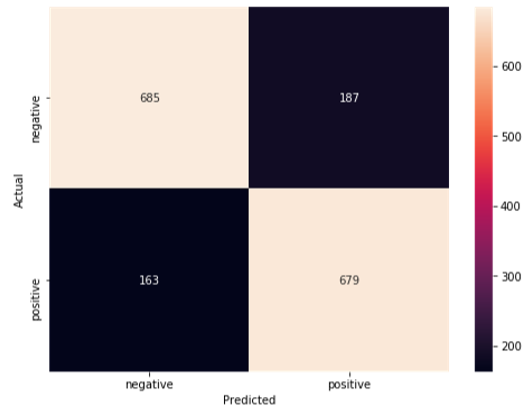 685 187
163 679
negative
positive
Actual
negative positive
Predicted
600
500
400
300
200